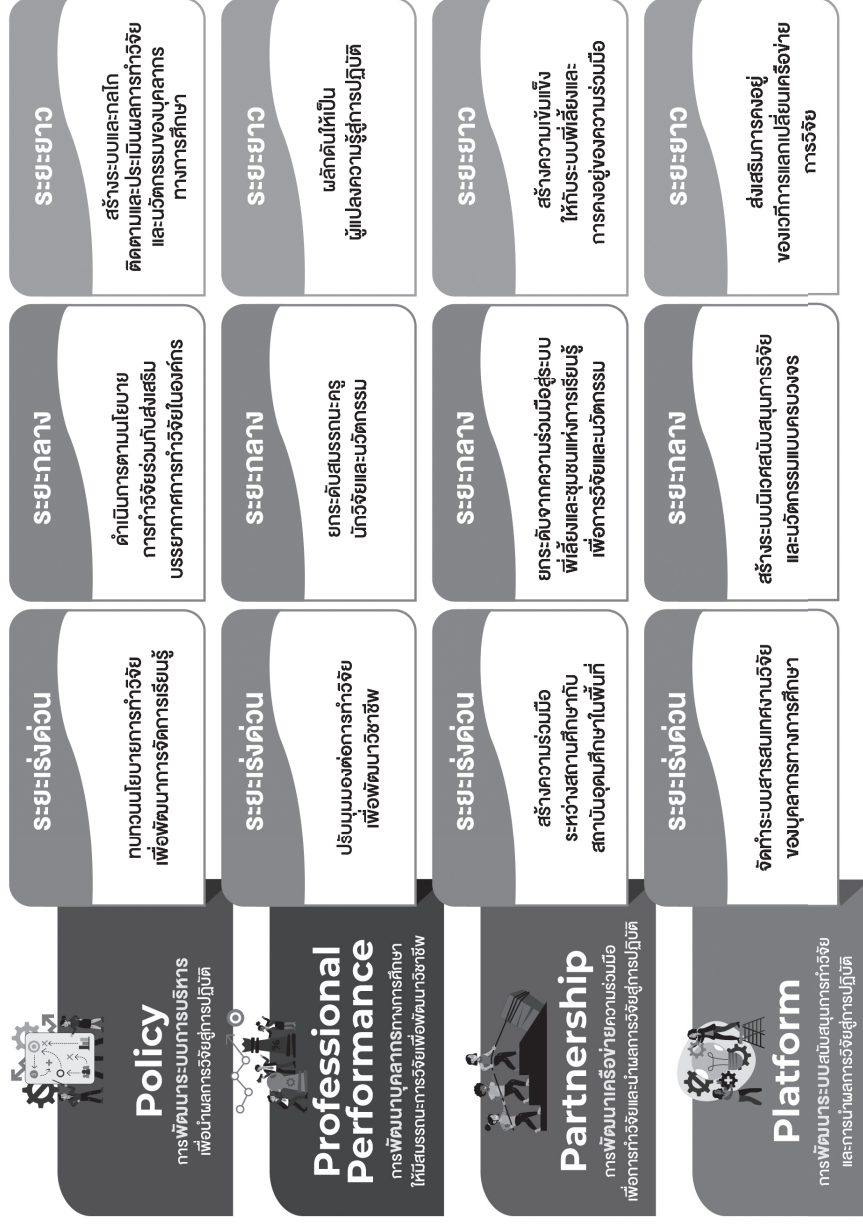 Policy
การพัฒนาระบบการบริหาร
เพื่อนำผลการวิจัยสู่การปฏิบัติ
ระยะเร่งด่วน
ทบทวนนโยบายการทำวิจัย
เพื่อพัฒนาการจัดการเรียนรู้
ระยะกลาง
ดำเนินการตามนโยบาย
การทำวิจัยร่วมกับส่งเสริม
บรรยากาศการทำวิจัยในองค์กร
ระยะยาว
สร้างระบบและกลไก
ติดตามและประเมินผลการทำวิจัย
และนวัตกรรมของบุคลากร
ทางการศึกษา
Professional
Performance
การพัฒนาบุคลากรทางการศึกษา
ให้มีสมรรถนะการวิจัยเพื่อพัฒนาวิชาชีพ
ระยะเร่งด่วน
ปรับมุมมองต่อการทำวิจัย
เพื่อพัฒนาวิชาชีพ
ระยะกลาง
ยกระดับสมรรถนะครู
นักวิจัยและนวัตกรรม
ระยะยาว
ผลักดันให้เป็น
ผู้แปลงความรู้สู่การปฏิบัติ
Partnership
การพัฒนาเครือข่ายความร่วมมือ
เพื่อการทำวิจัยและนำผลการวิจัยสู่การปฏิบัติ
ระยะเร่งด่วน
สร้างความร่วมมือ
ระหว่างสถานศึกษากับ
สถาบันอุดมศึกษาในพื้นที่
ระยะกลาง
ยกระดับจากความร่วมมือสู่ระบบ
พี่เลี้ยงและชุมชนแห่งการเรียนรู้
เพื่อการวิจัยและนวัตกรรม
ระยะยาว
สร้างความเข้มแข็ง
ให้กับระบบพี่เลี้ยงและ
การคงอยู่ของความร่วมมือ
Platform
การพัฒนาระบบสนับสนุนการทำวิจัย
และการนำผลการวิจัยสู่การปฏิบัติ
ระยะเร่งด่วน
จัดทำระบบสารสนเทศงานวิจัย
ของบุคลากรทางการศึกษา
ระยะกลาง
สร้างระบบนิเวศสนับสนุนการวิจัย
และนวัตกรรมแบบครบวงจร
ระยะยาว
ส่งเสริมการคงอยู่
ของเวทีการแลกเปลี่ยนเครือข่าย
การวิจัย